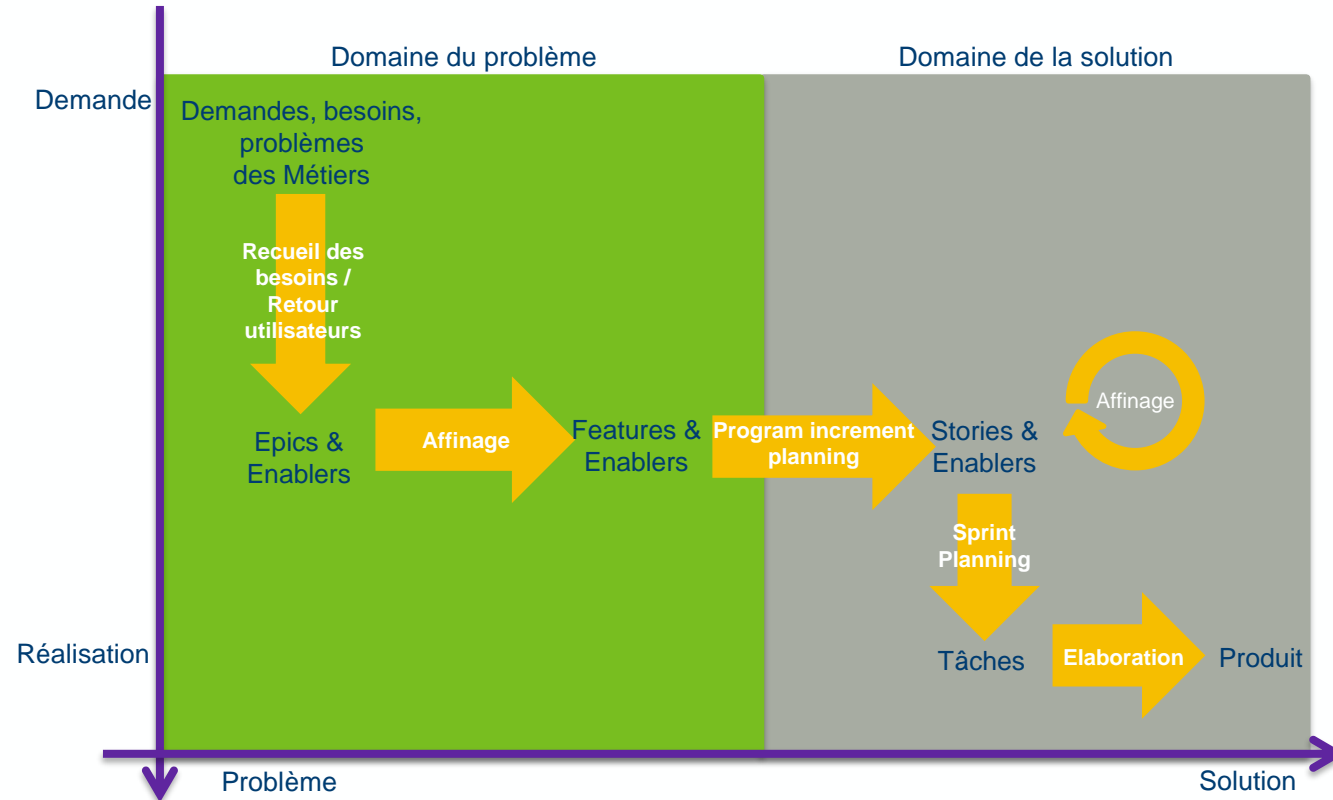 Domaine du problème
Domaine de la solution
Demande
Demandes, besoins,
problèmes
des Métiers
Recueil des
besoins /
Retour
utilisateurs
Epics &
Enablers
Affinage
Features &
Enablers
Program increment
planning
Stories &
Enablers
Affinage
Sprint
Planning
Réalisation
Tâches
Elaboration
Produit
Problème
Solution